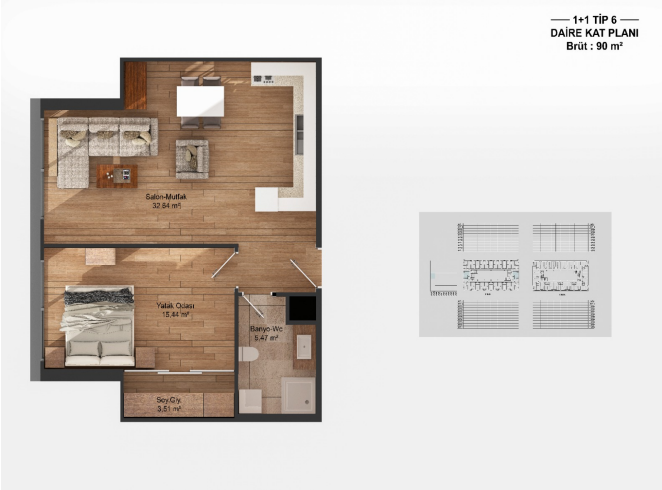 1+1 TİP 6
DAİRE KAT PLANI
Brüt : 90 m²
Salon-Mutfak
32,64 m²
Yatak Odası
15,44 m²
Banyo-Wc
5,47 m²
Soy.Giy.
3,51 m²